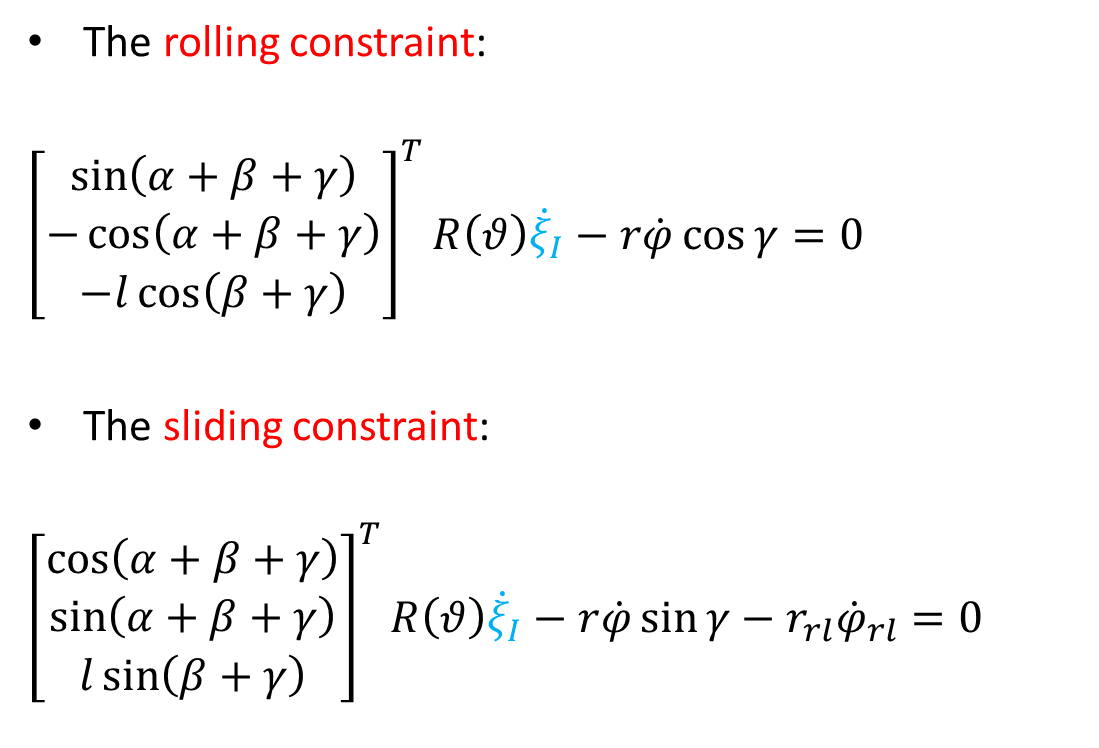 • The rolling constraint:
[sin(α + β + γ)
− cos(α + β + γ)
−l cos(β + γ)]ᵀ R(ϑ)ξ̇_I − rφ̇ cos γ = 0
• The sliding constraint:
[cos(α + β + γ)
sin(α + β + γ)
l sin(β + γ)]ᵀ R(ϑ)ξ̇_I − rφ̇ sin γ − r_rl φ̇_rl = 0